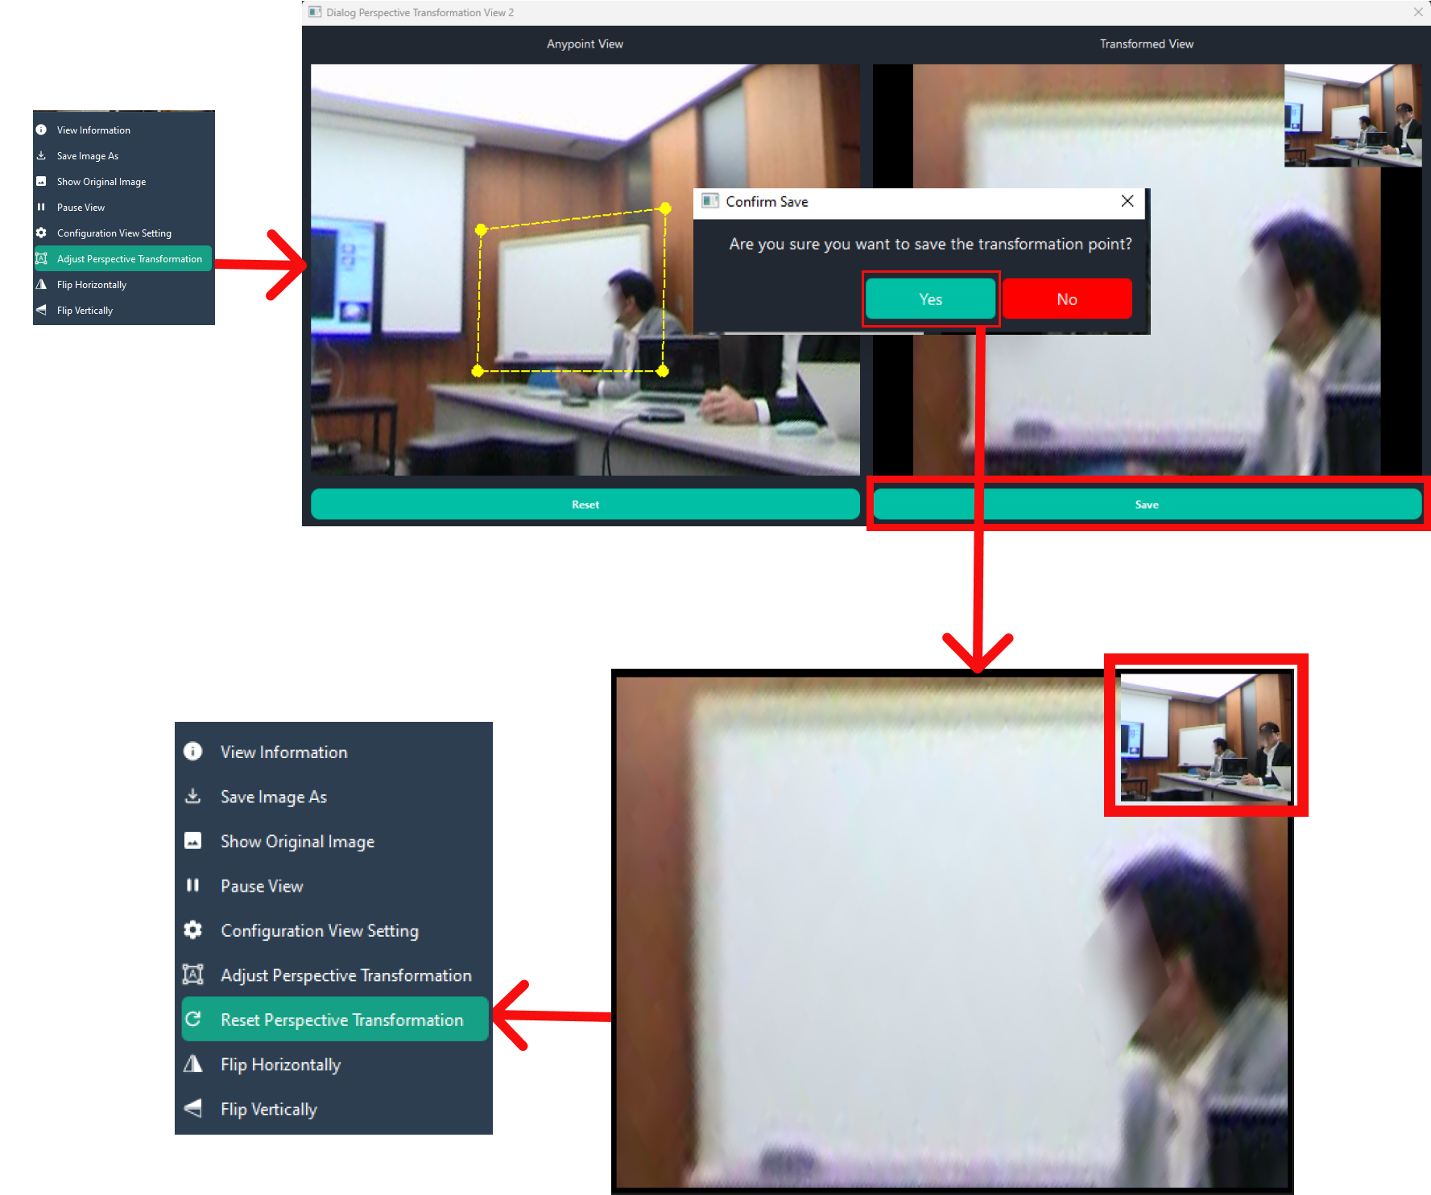 Dialog Perspective Transformation View 2
Anypoint View
Transformed View
View Information
Save Image As
Show Original Image
Pause View
Configuration View Setting
Adjust Perspective Transformation
Flip Horizontally
Flip Vertically
Confirm Save
Are you sure you want to save the transformation point?
Yes
No
Reset
Save
View Information
Save Image As
Show Original Image
Pause View
Configuration View Setting
A
Adjust Perspective Transformation
Reset Perspective Transformation
Flip Horizontally
Flip Vertically